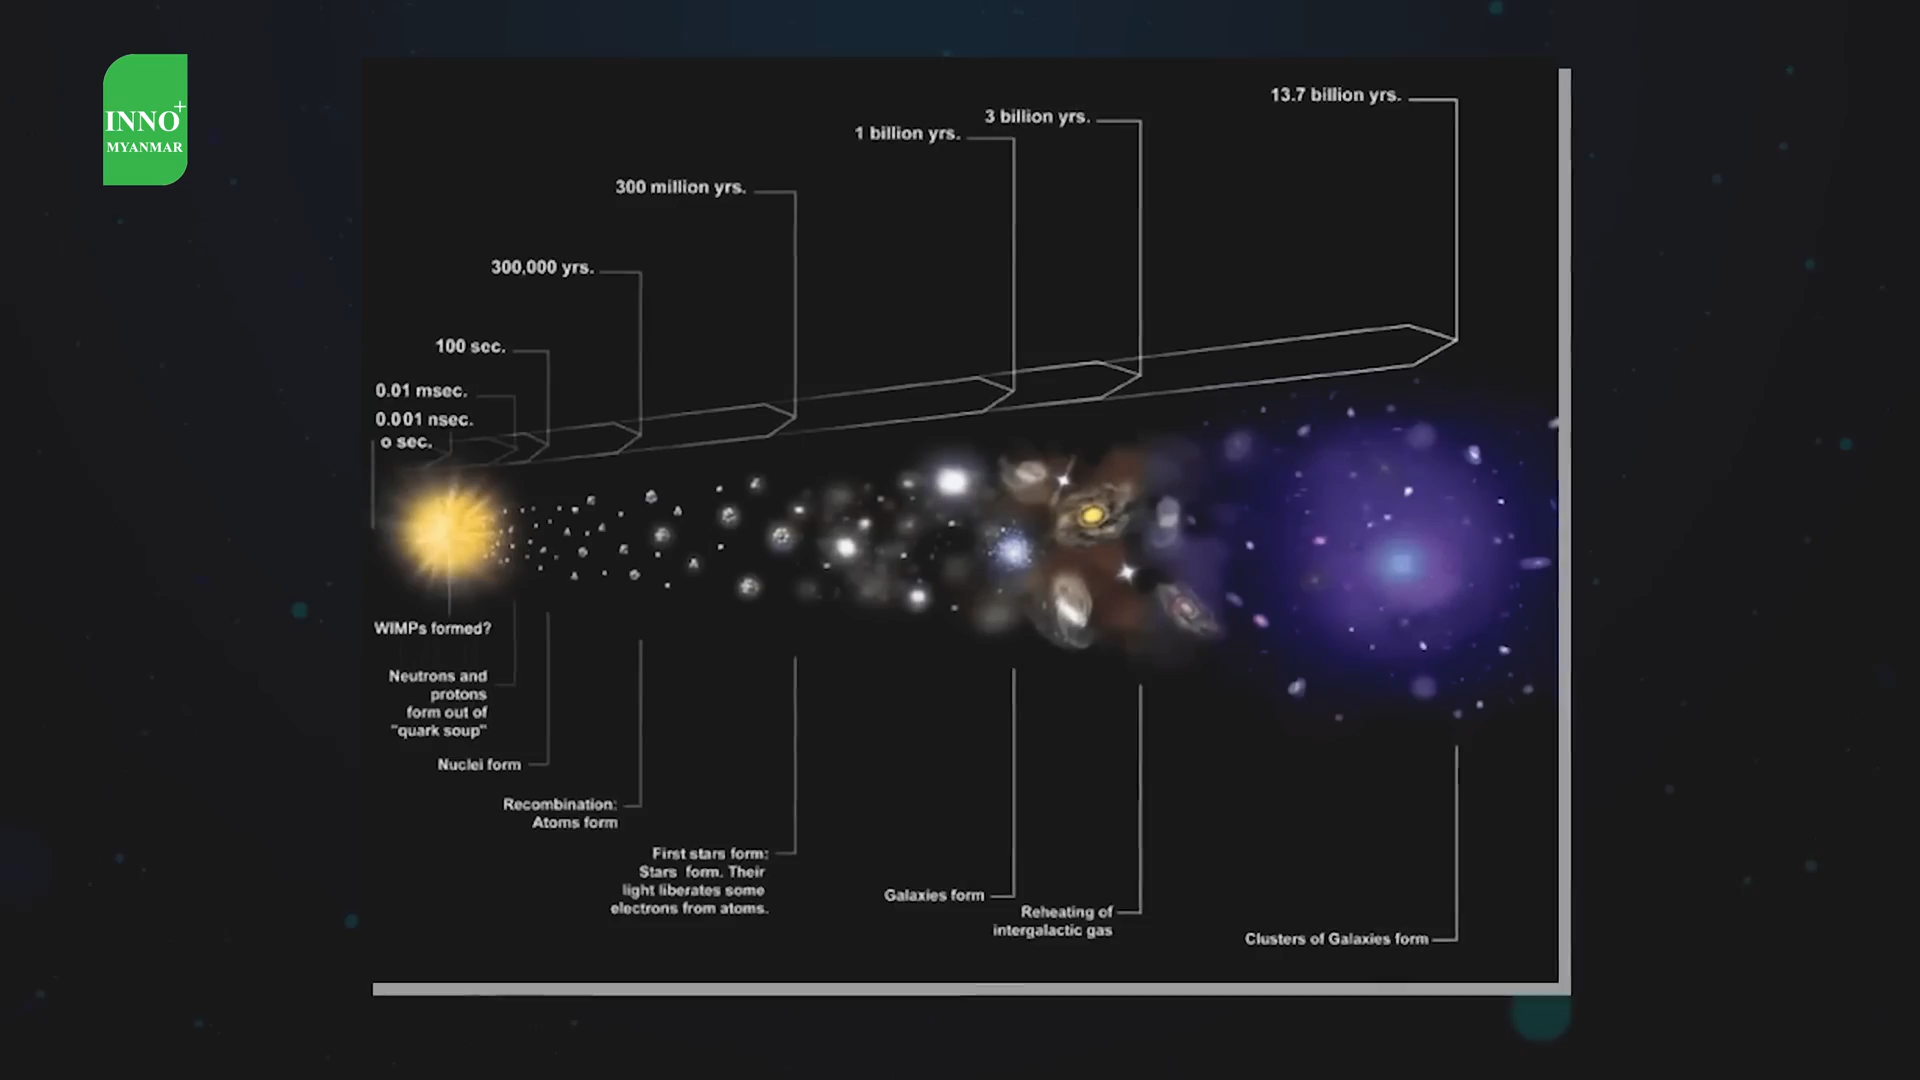 INNO+
MYANMAR
13.7 billion yrs.
3 billion yrs.
1 billion yrs.
300 million yrs.
300,000 yrs.
100 sec.
0.01 msec.
0.001 nsec.
o sec.
WIMPs formed?
Neutrons and
protons
form out of
"quark soup"
Nuclei form
Recombination:
Atoms form
First stars form:
Stars form. Their
light liberates some
electrons from atoms.
Galaxies form
Reheating of
intergalactic gas
Clusters of Galaxies form